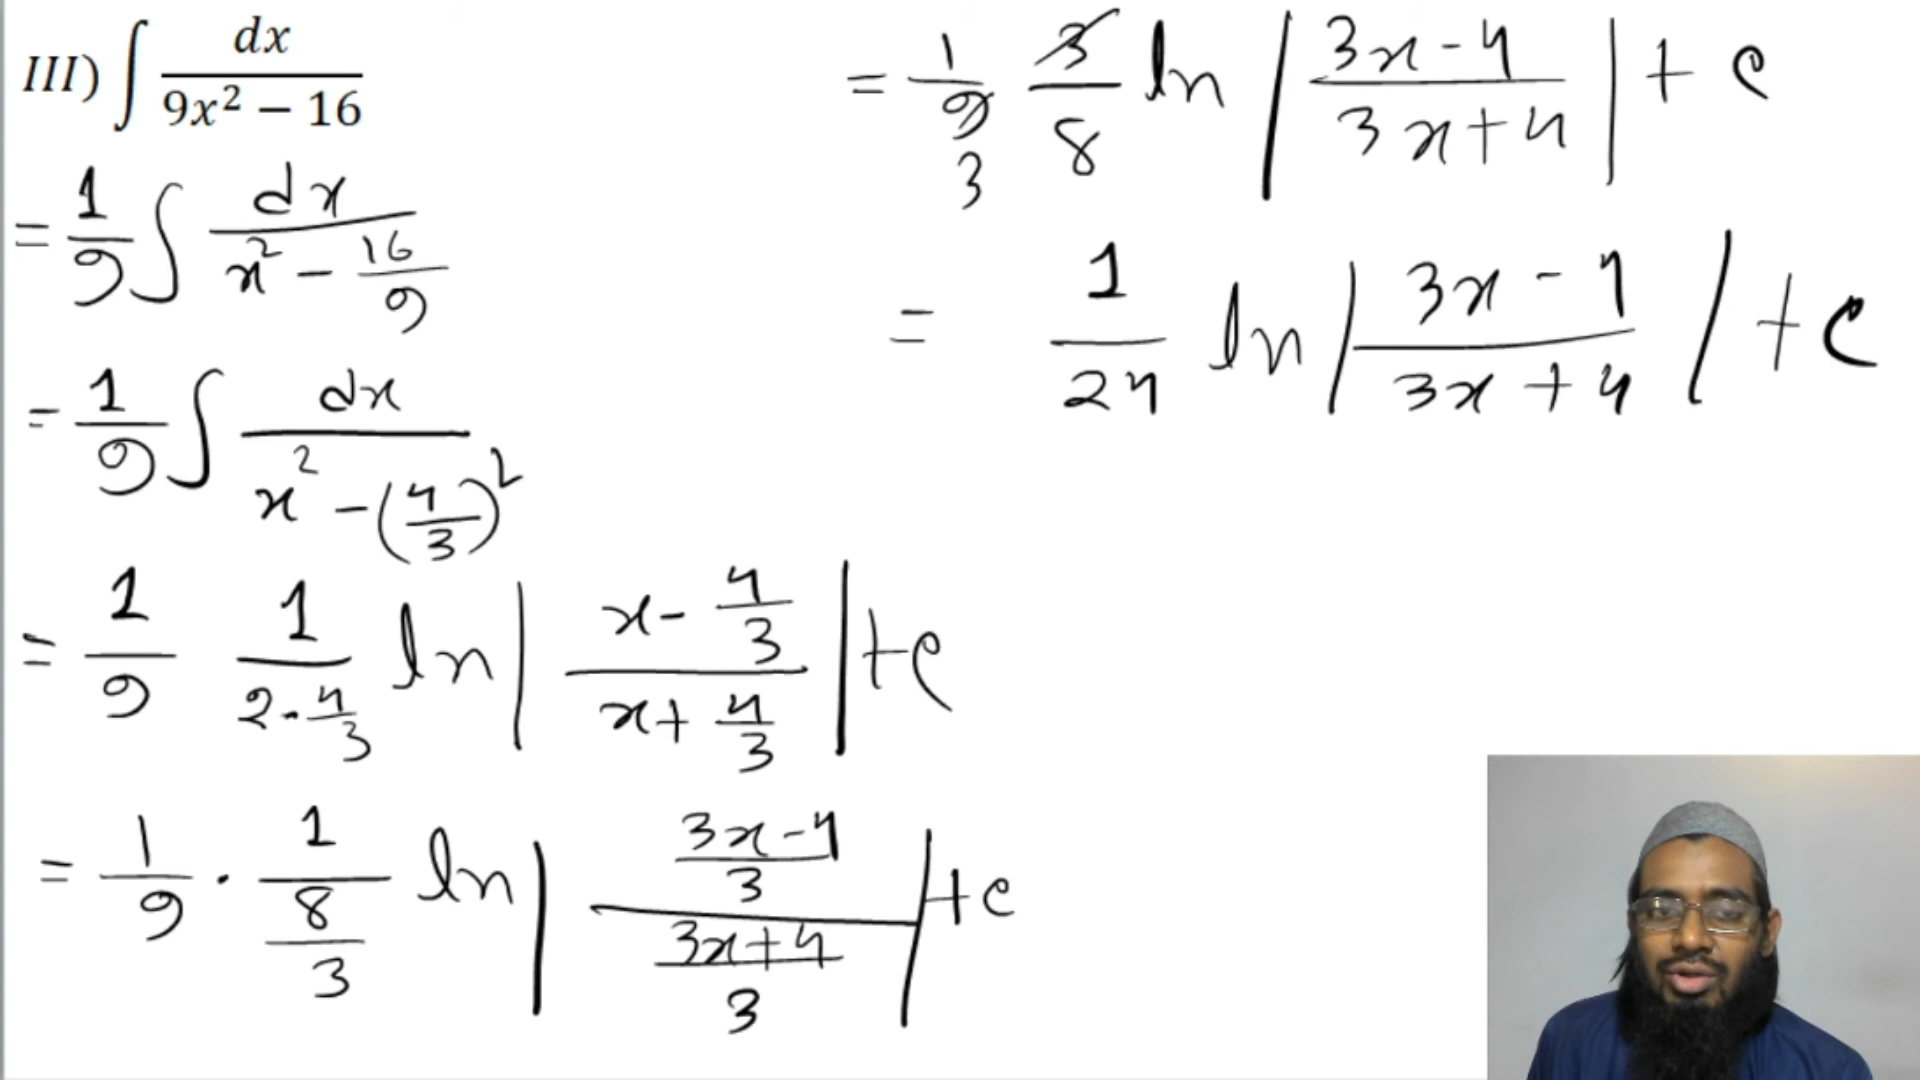 III) ∫ dx / (9x² − 16)
= 1/9 ∫ dx / (x² − 16/9)
= 1/9 ∫ dx / (x² − (4/3)²)
= 1/9 1/(2·4/3) ln |(x − 4/3)/(x + 4/3)| + c
= 1/9 · 1/(8/3) ln |((3x−4)/3)/((3x+4)/3)| + c
= 1/9 3/8 ln |(3x−4)/(3x+4)| + c
3
= 1/24 ln |(3x−4)/(3x+4)| + c